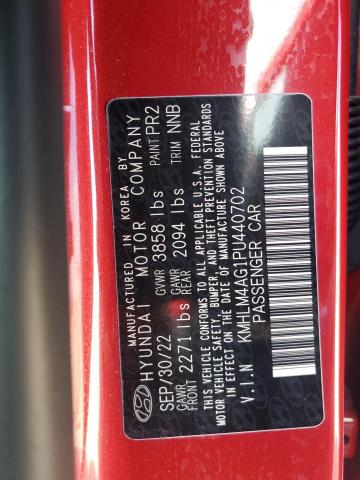 MANUFACTURED IN KOREA BY
HYUNDAI MOTOR COMPANY
SEP/30/22 GVWR 3858 lbs PAINT PR2
GAWR FRONT 2271 lbs GAWR REAR 2094 lbs TRIM NNB
THIS VEHICLE CONFORMS TO ALL APPLICABLE U.S.A. FEDERAL
MOTOR VEHICLE SAFETY, BUMPER, AND THEFT PREVENTION STANDARDS
IN EFFECT ON THE DATE OF MANUFACTURE SHOWN ABOVE
V.I.N KMHLM4AG1PU440702
PASSENGER CAR